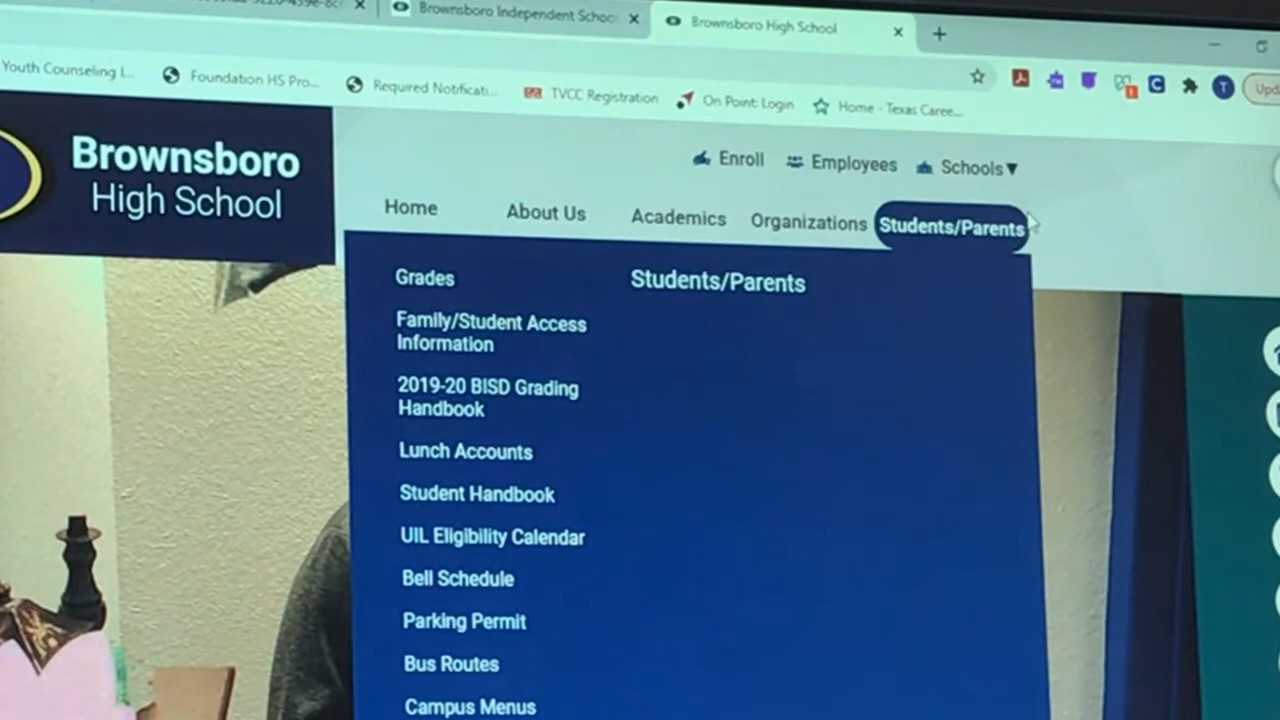 Brownsboro Independent School
Brownsboro High School
Youth Counseling I...
Foundation HS Pro...
Required Notificati...
TVCC Registration
On Point: Login
Home - Texas Caree...
T
Upd
Brownsboro
High School
Enroll
Employees
Schools▼
Home
About Us
Academics
Organizations
Students/Parents
Grades
Students/Parents
Family/Student Access
Information
2019-20 BISD Grading
Handbook
Lunch Accounts
Student Handbook
UIL Eligibility Calendar
Bell Schedule
Parking Permit
Bus Routes
Campus Menus